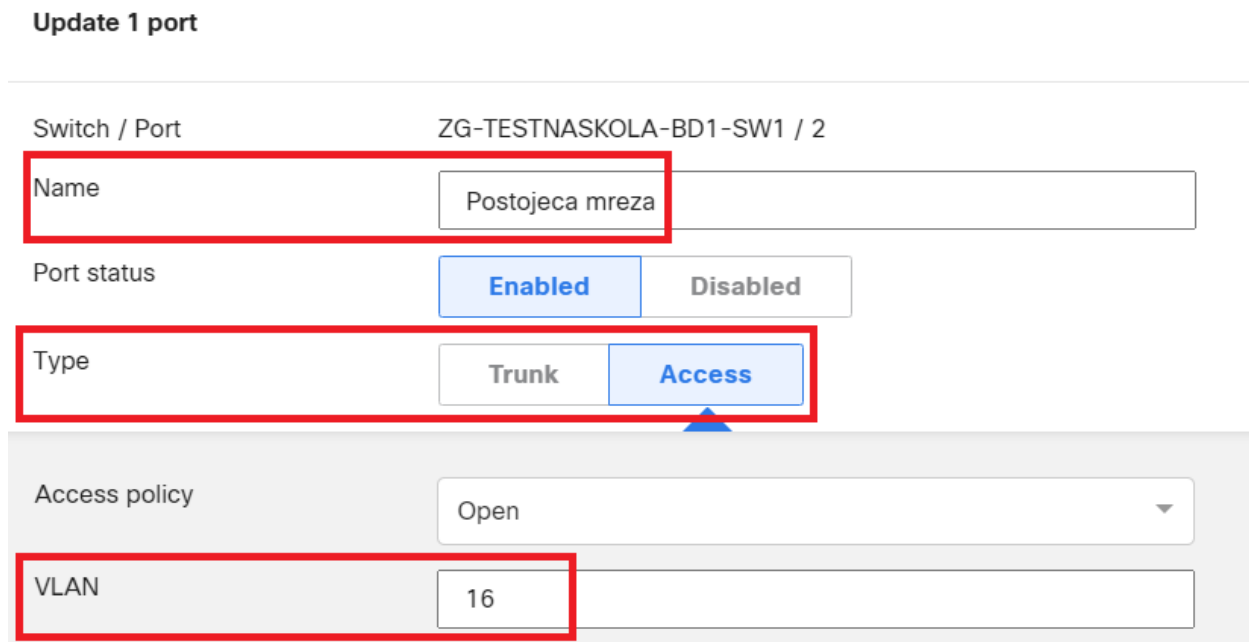 Update 1 port
Switch / Port ZG-TESTNASKOLA-BD1-SW1 / 2
Name Postojeca mreza
Port status Enabled Disabled
Type Trunk Access
Access policy Open
VLAN 16